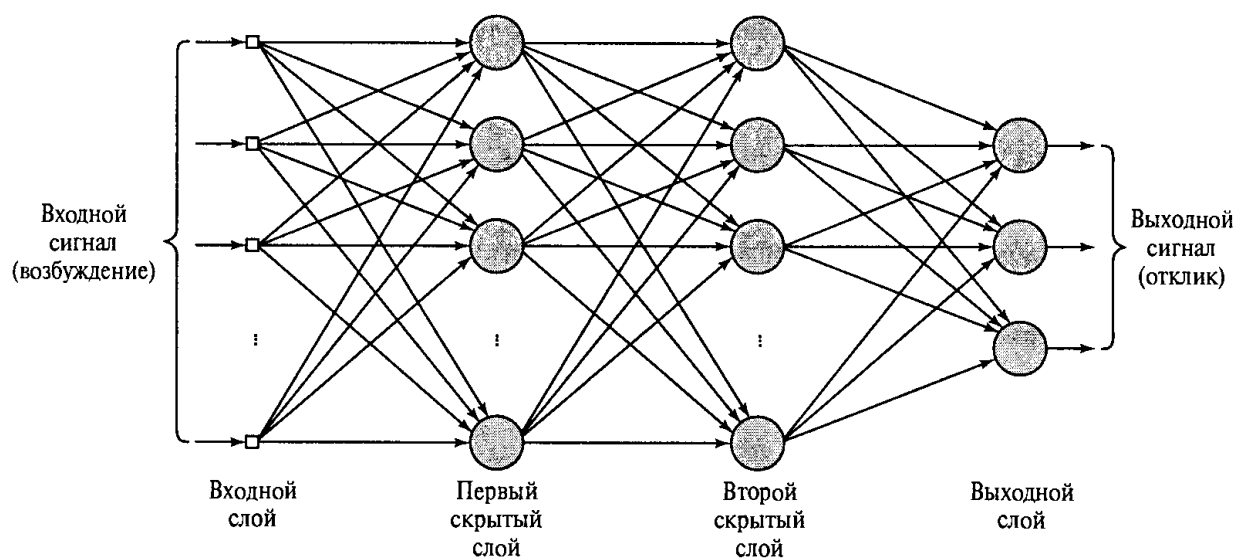 Входной
сигнал
(возбуждение)
Выходной
сигнал
(отклик)
Входной
слой
Первый
скрытый
слой
Второй
скрытый
слой
Выходной
слой